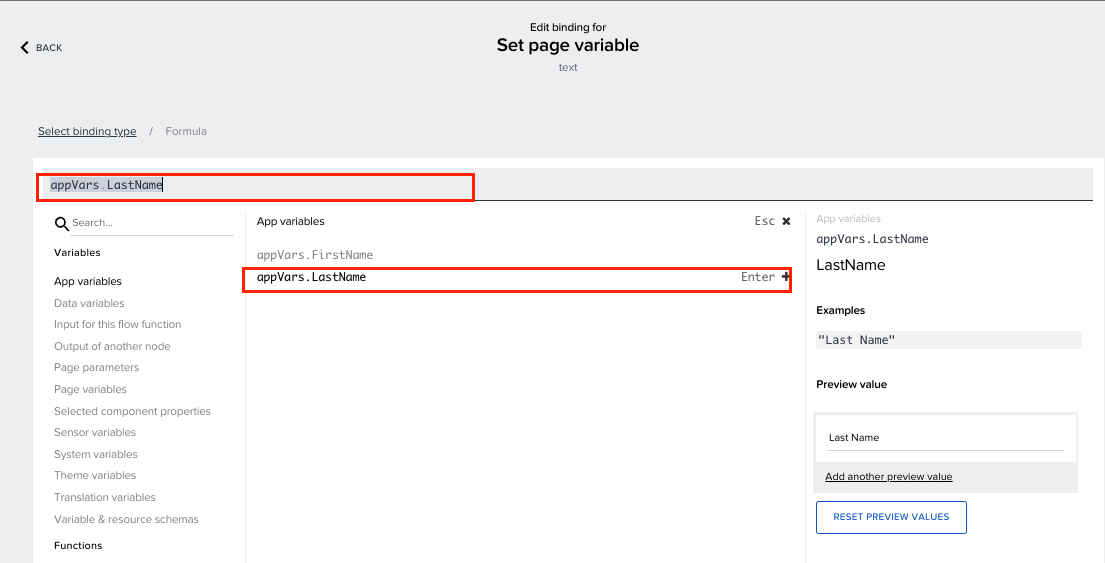 Edit binding for
BACK
Set page variable
text
Select binding type / Formula
appVars.LastName
Search...
Variables
App variables
Data variables
Input for this flow function
Output of another node
Page parameters
Page variables
Selected component properties
Sensor variables
System variables
Theme variables
Translation variables
Variable & resource schemas
Functions
App variables Esc ✖
appVars.FirstName
appVars.LastName Enter +
App variables
appVars.LastName
LastName
Examples
"Last Name"
Preview value
Last Name
Add another preview value
RESET PREVIEW VALUES